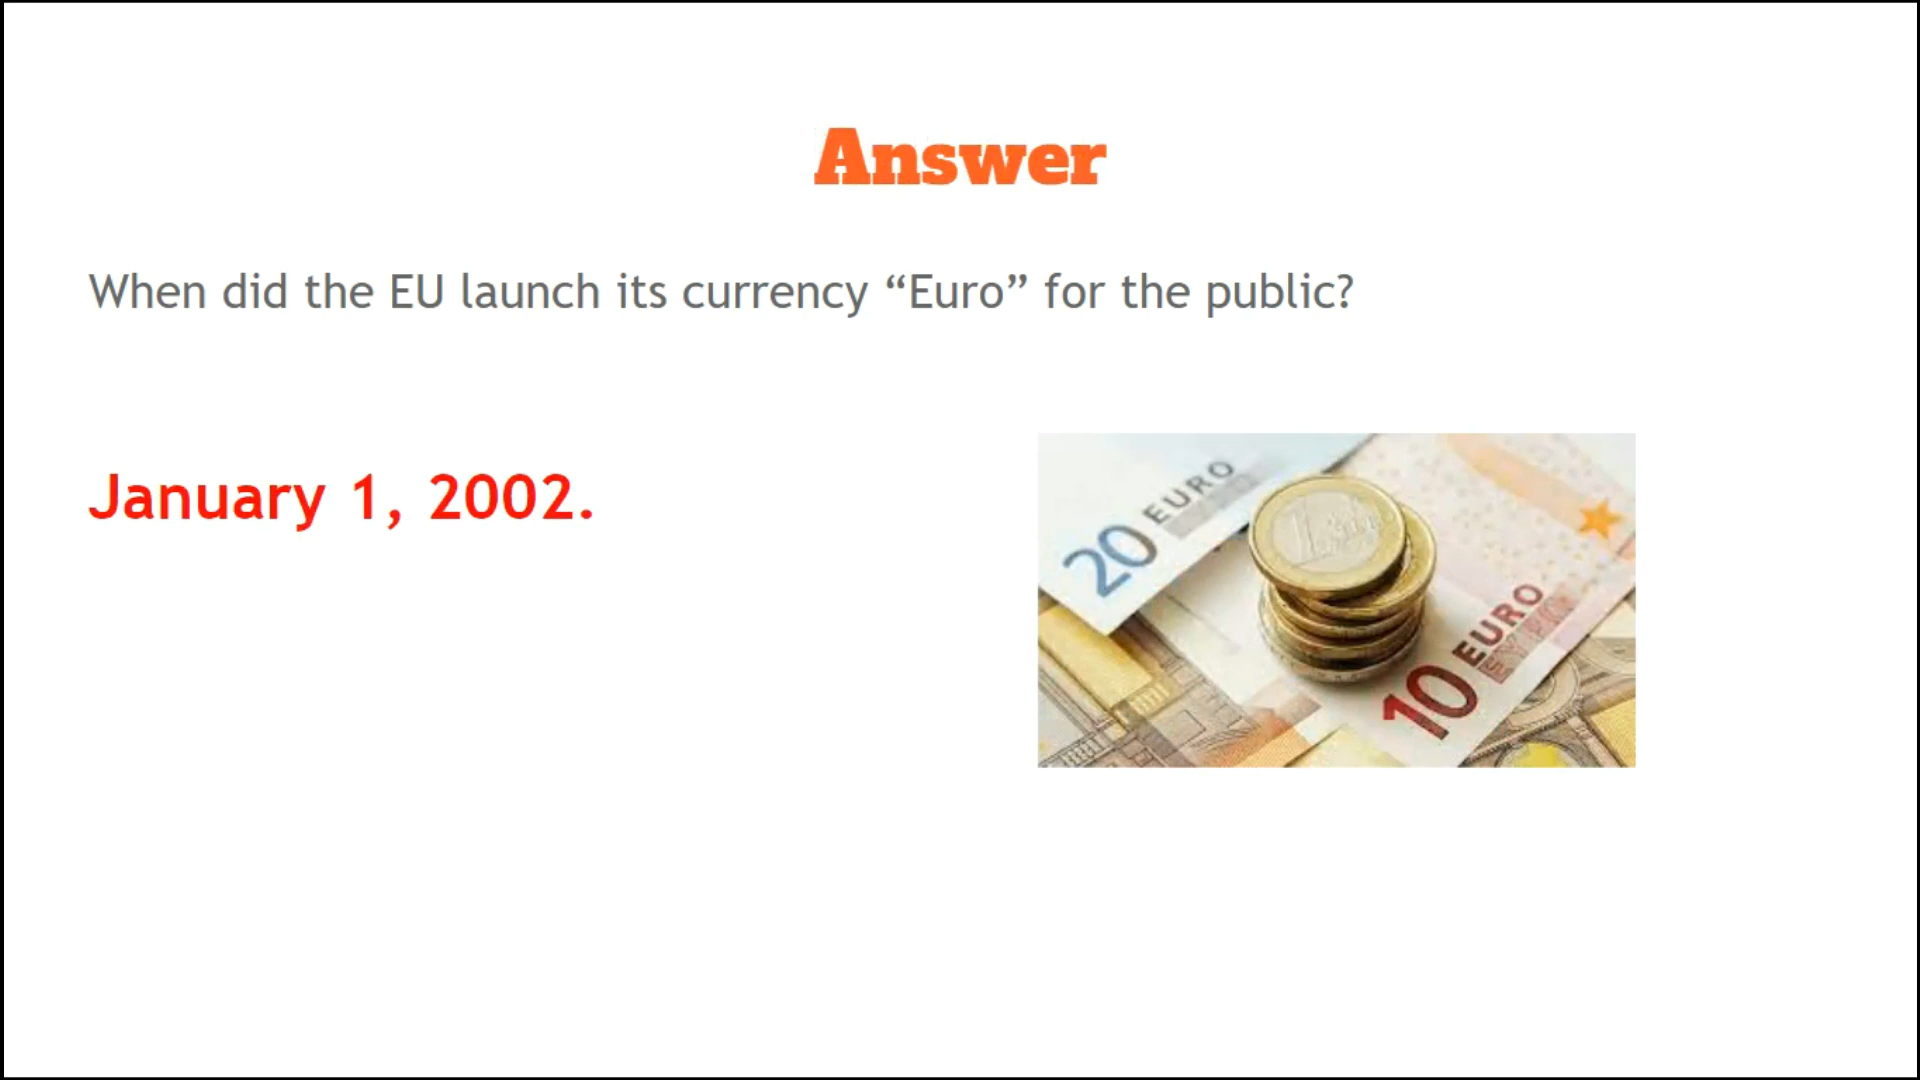 Answer
When did the EU launch its currency “Euro” for the public?
January 1, 2002.
20 EURO
10 EURO